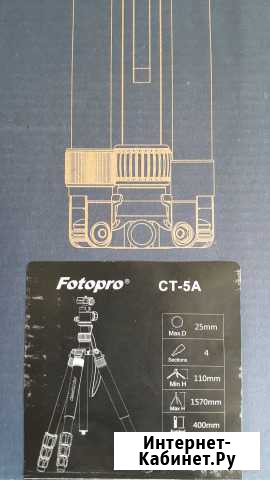 Fotopro® CT-5A
Max.D 25mm
Sections 4
Min H 110mm
Max H 1570mm
400mm
Интернет-
Кабинет.Ру